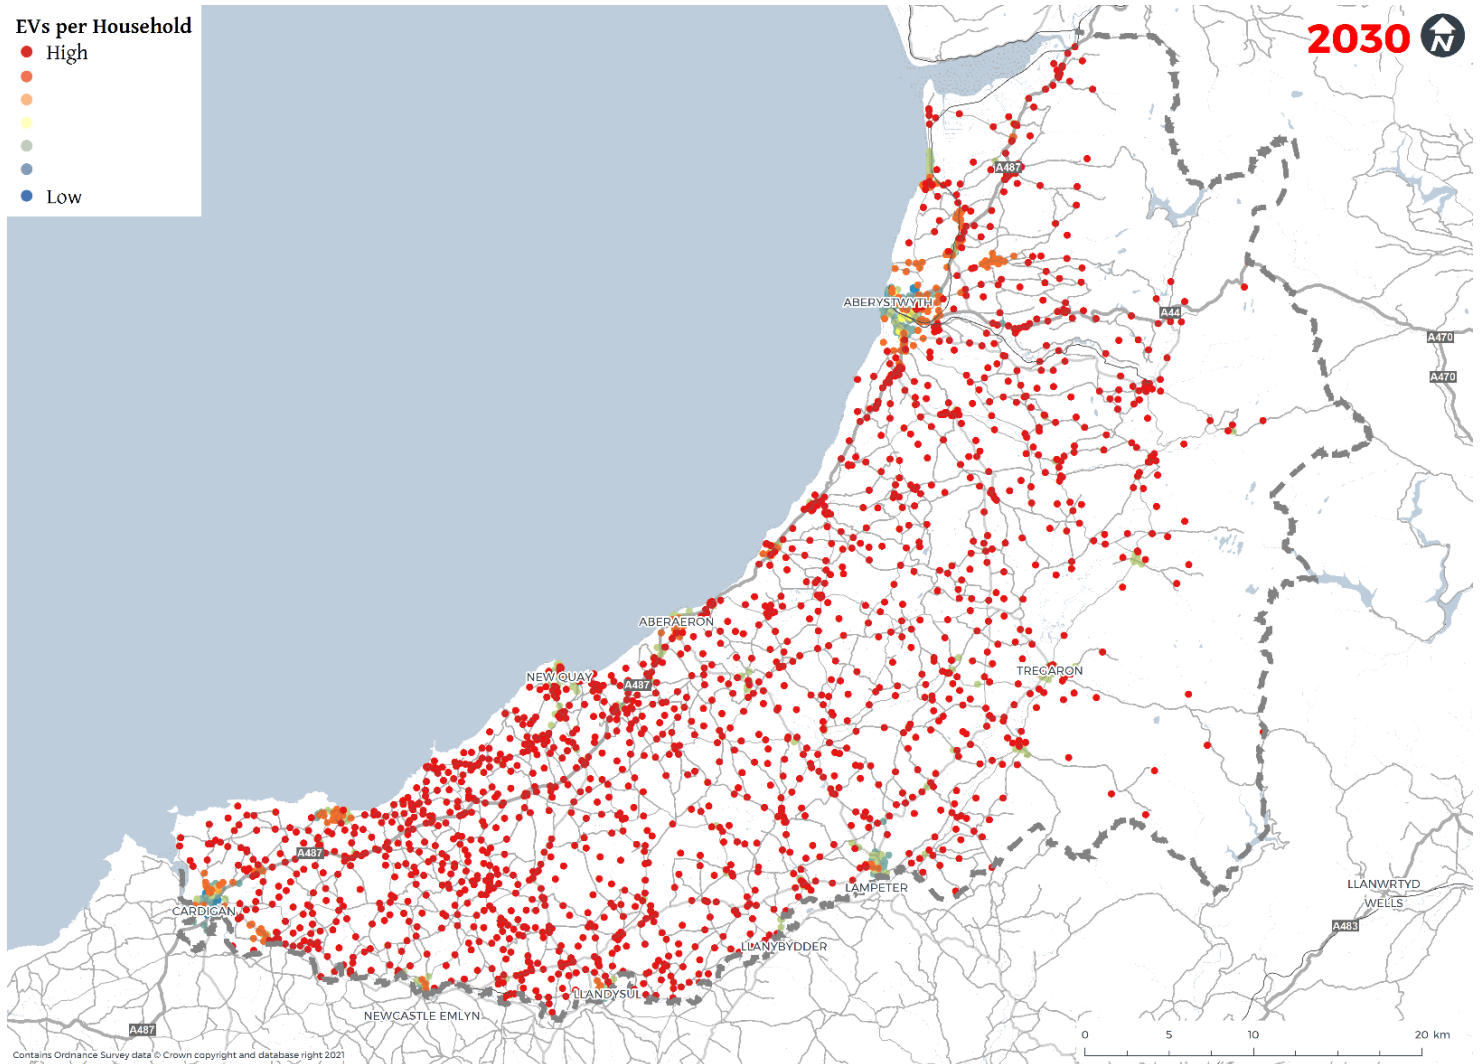 EVs per Household
High
Low
2030
N
A487
ABERYSTWYTH
A44
A470
A470
ABERAERON
NEW QUAY
A487
TREGARON
A487
CARDIGAN
LAMPETER
LLANWRTYD
WELLS
A483
LLANYBYDDER
LLANDYSUL
NEWCASTLE EMLYN
A487
0 5 10 20 km
Contains Ordnance Survey data © Crown copyright and database right 2021